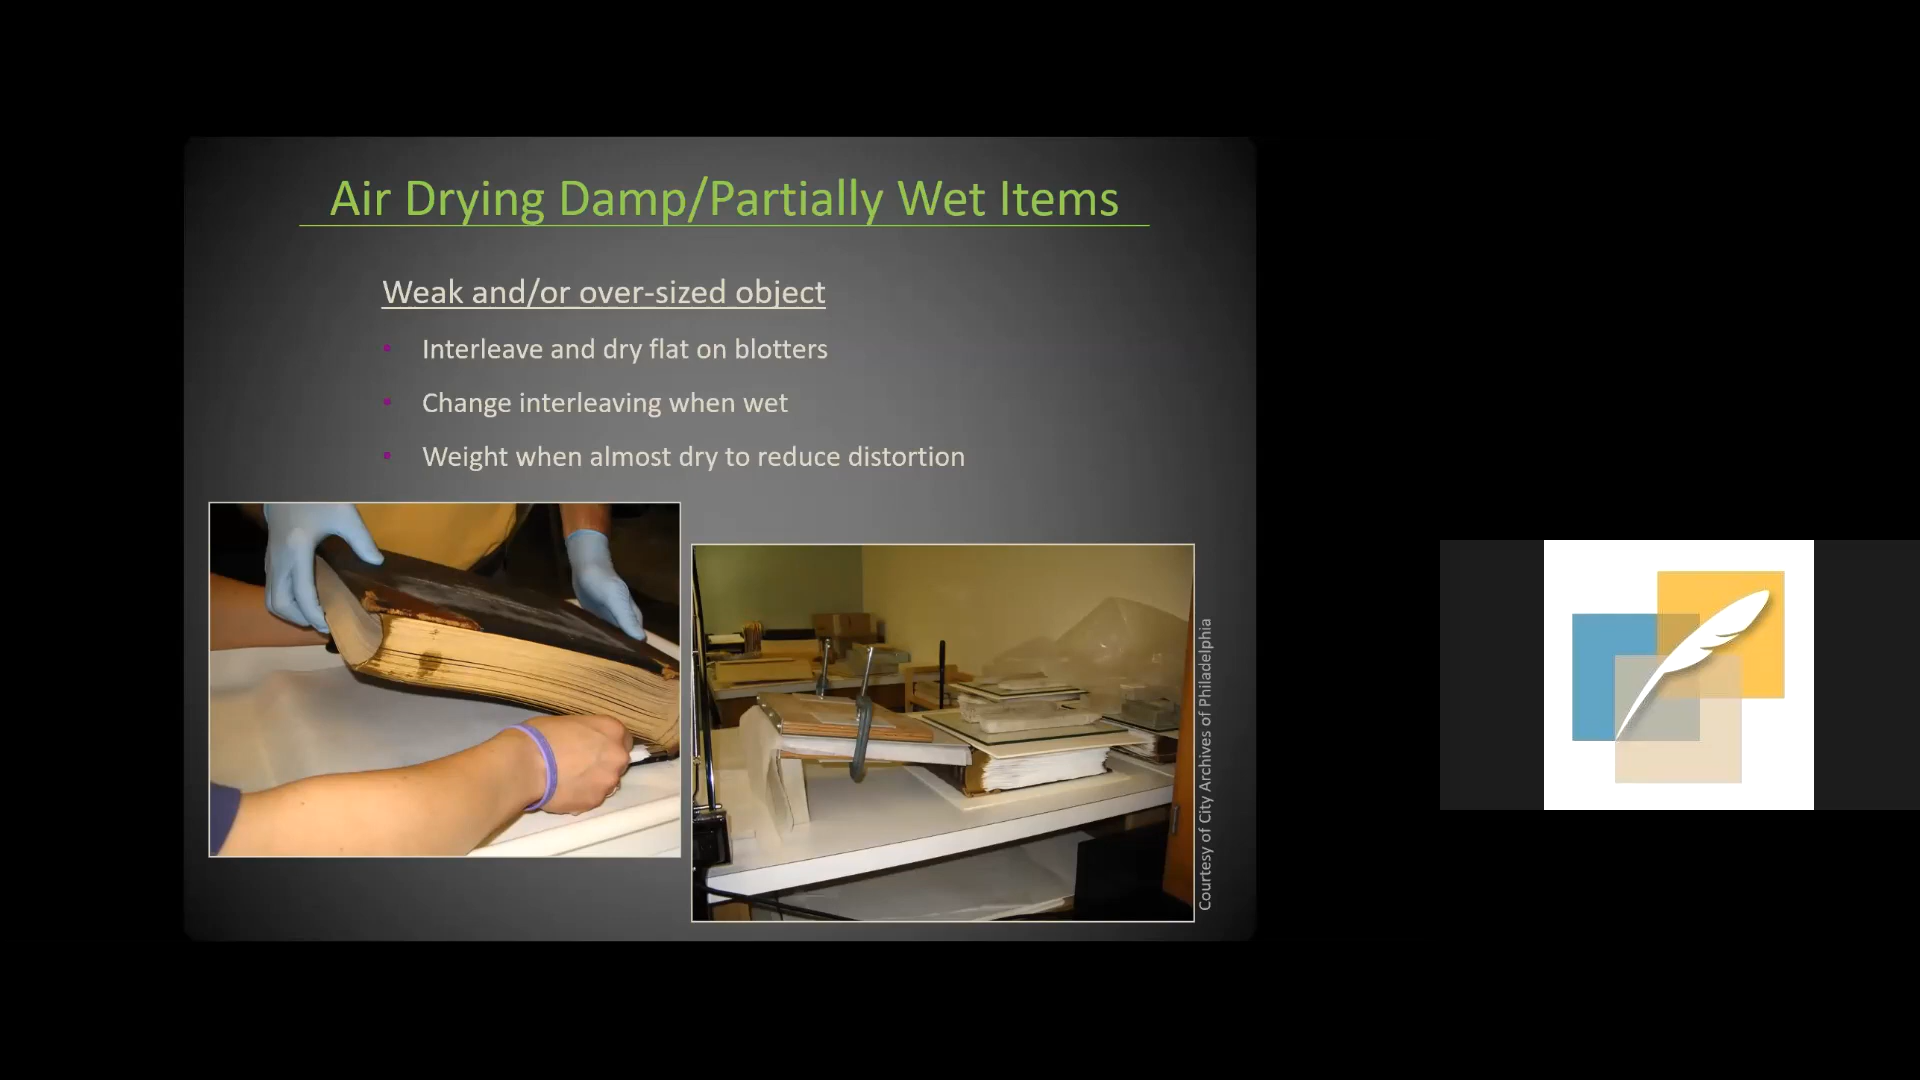 Air Drying Damp/Partially Wet Items
Weak and/or over-sized object
• Interleave and dry flat on blotters
• Change interleaving when wet
• Weight when almost dry to reduce distortion
Courtesy of City Archives of Philadelphia